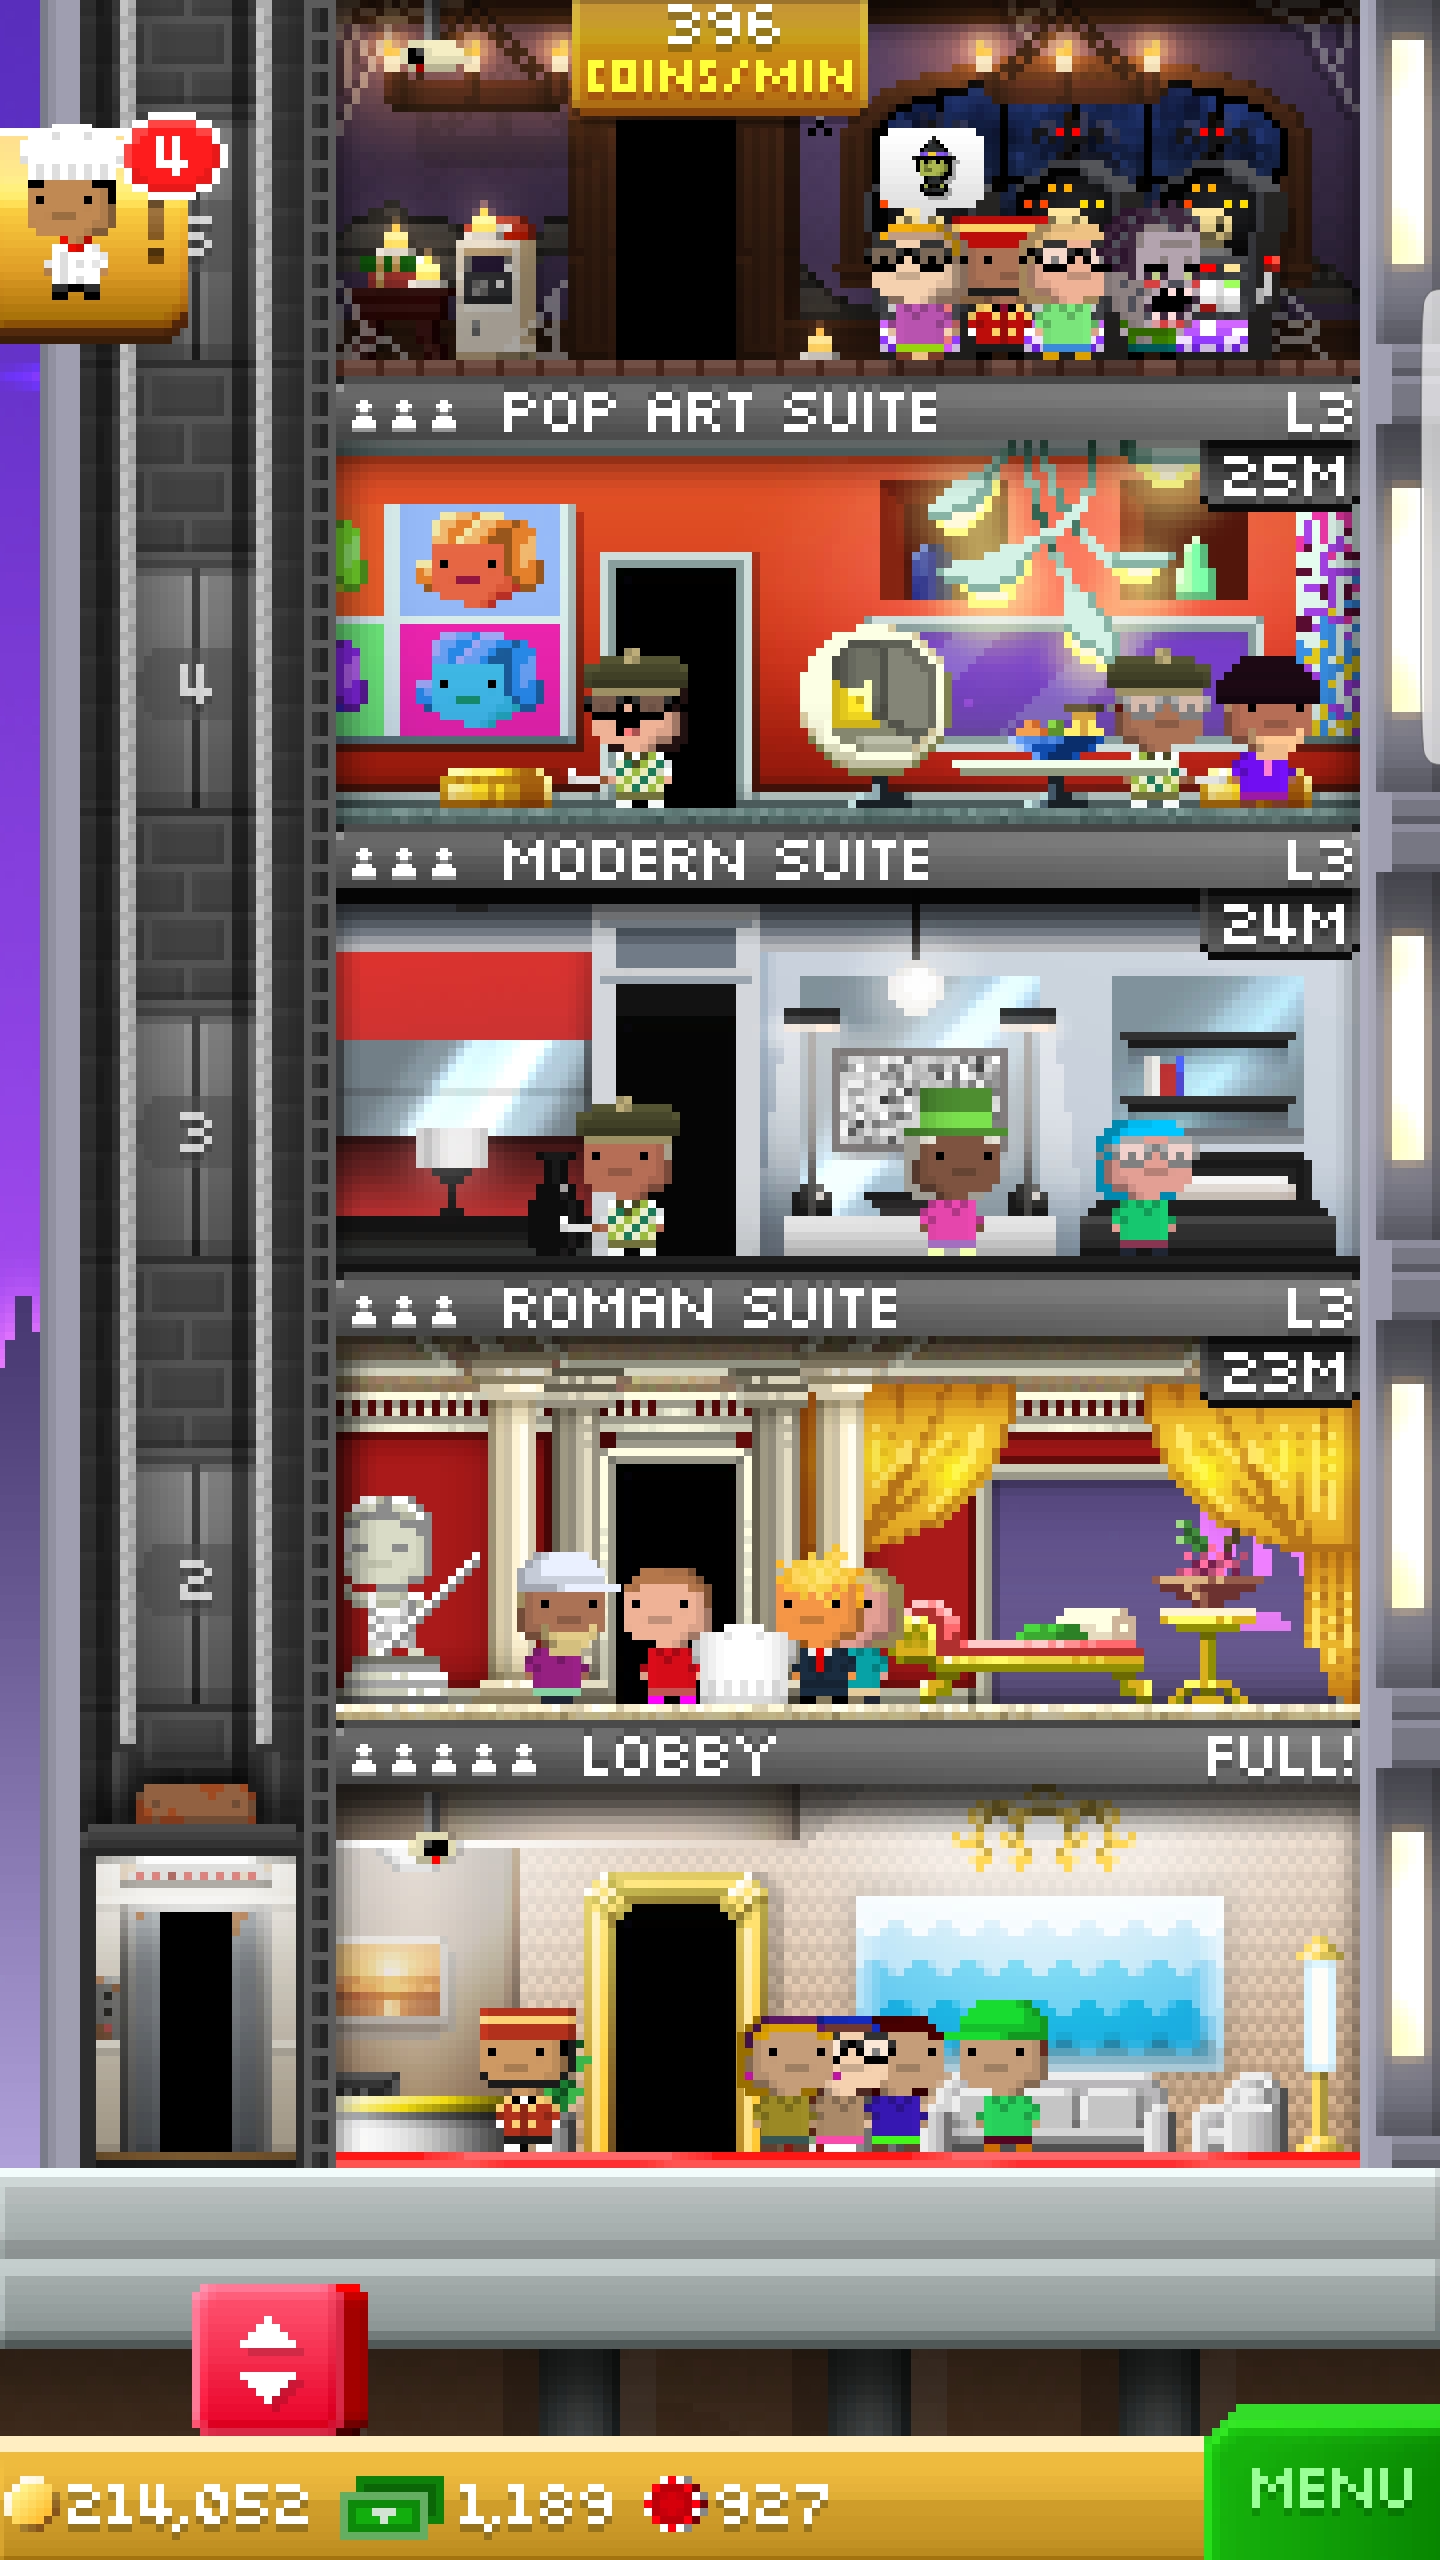 396
COINS/MIN
4
5
POP ART SUITE L3
25M
4
MODERN SUITE L3
24M
3
ROMAN SUITE L3
23M
2
LOBBY FULL!
214,052 1,189 927
MENU